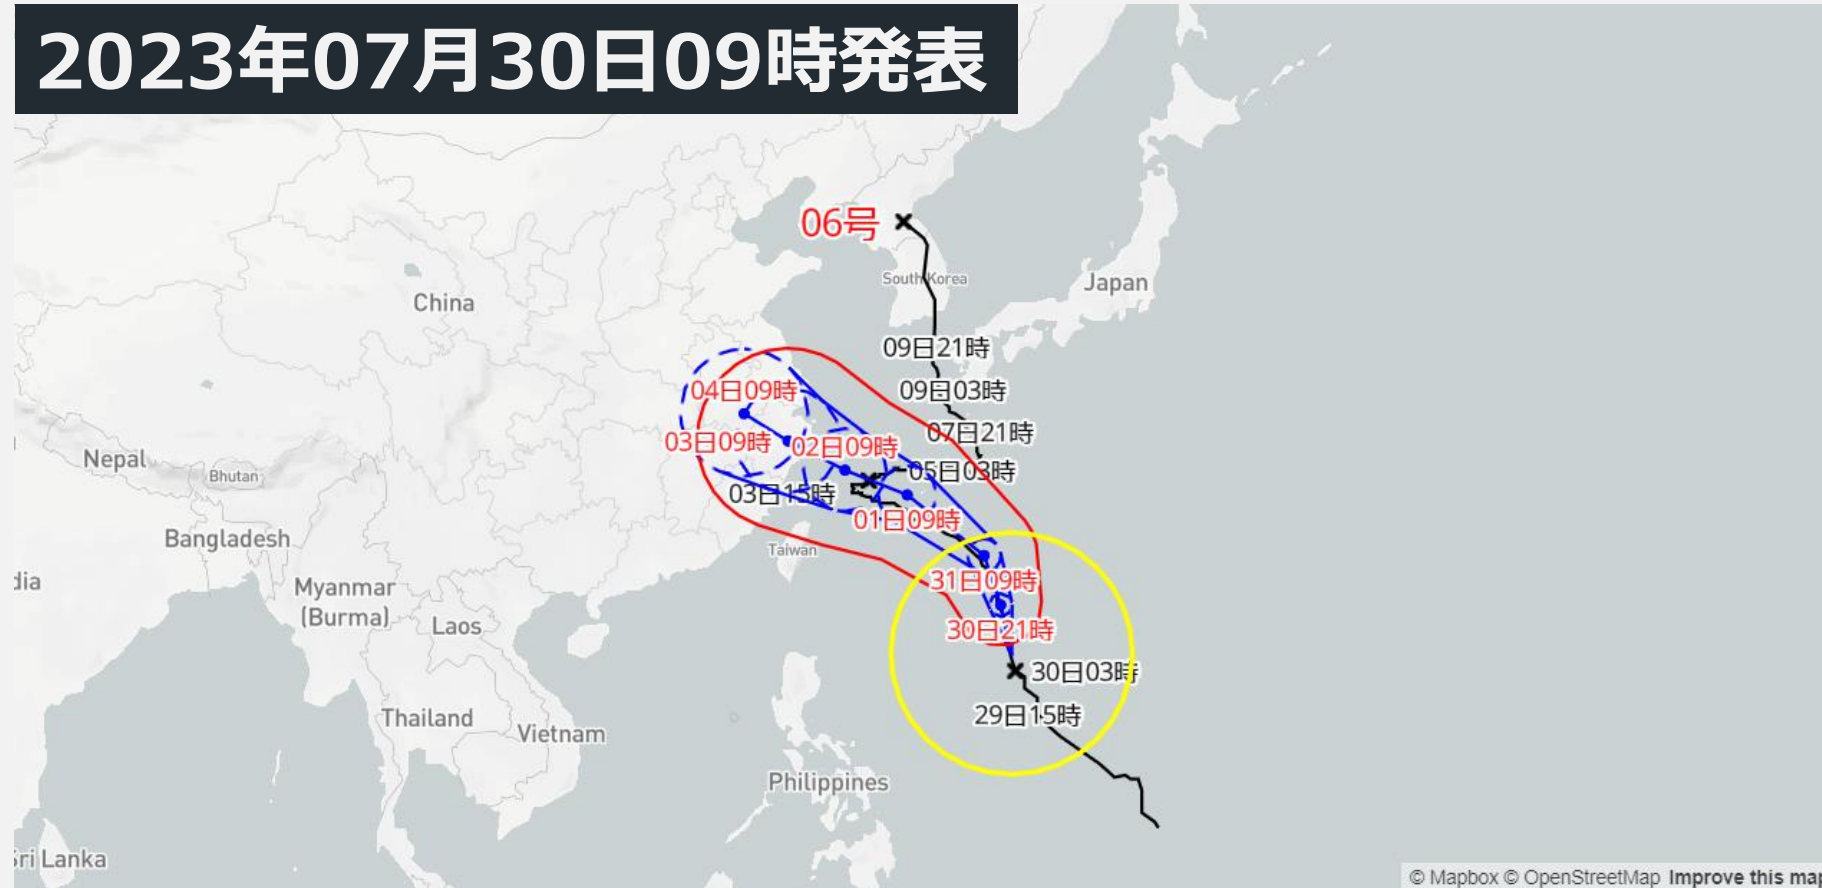 2023年07月30日09時発表
06号
South Korea
Japan
China
09日21時
09日03時
04日09時
07日21時
03日09時
02日09時
05日03時
03日15時
01日09時
Nepal
Bhutan
Bangladesh
Taiwan
dia
Myanmar
(Burma)
31日09時
Laos
30日21時
30日03時
29日15時
Thailand
Vietnam
Philippines
Sri Lanka
© Mapbox © OpenStreetMap Improve this map